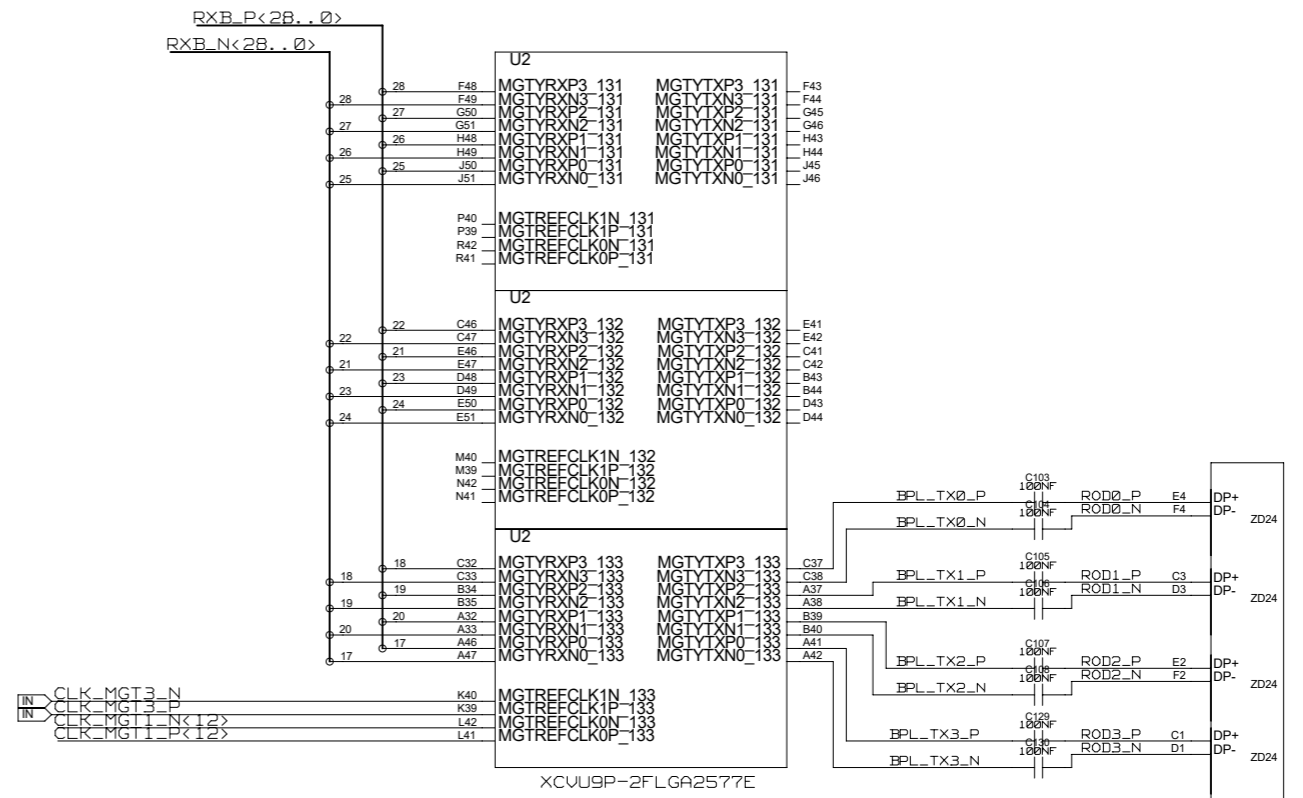 RXB_P<28..0>
RXB_N<28..0>
U2
28 F48 MGTYRXP3_131 MGTYTXP3_131 F43
28 F49 MGTYRXN3_131 MGTYTXN3_131 F44
27 G50 MGTYRXP2_131 MGTYTXP2_131 G45
27 G51 MGTYRXN2_131 MGTYTXN2_131 G46
26 H48 MGTYRXP1_131 MGTYTXP1_131 H43
26 H49 MGTYRXN1_131 MGTYTXN1_131 H44
25 J50 MGTYRXP0_131 MGTYTXP0_131 J45
25 J51 MGTYRXN0_131 MGTYTXN0_131 J46
P40 MGTREFCLK1N_131
P39 MGTREFCLK1P_131
R42 MGTREFCLK0N_131
R41 MGTREFCLK0P_131
U2
22 C46 MGTYRXP3_132 MGTYTXP3_132 E41
22 C47 MGTYRXN3_132 MGTYTXN3_132 E42
21 E46 MGTYRXP2_132 MGTYTXP2_132 C41
21 E47 MGTYRXN2_132 MGTYTXN2_132 C42
23 D48 MGTYRXP1_132 MGTYTXP1_132 B43
23 D49 MGTYRXN1_132 MGTYTXN1_132 B44
24 E50 MGTYRXP0_132 MGTYTXP0_132 D43
24 E51 MGTYRXN0_132 MGTYTXN0_132 D44
M40 MGTREFCLK1N_132
M39 MGTREFCLK1P_132
N42 MGTREFCLK0N_132
N41 MGTREFCLK0P_132
U2
18 C32 MGTYRXP3_133 MGTYTXP3_133 C37
18 C33 MGTYRXN3_133 MGTYTXN3_133 C38
19 B34 MGTYRXP2_133 MGTYTXP2_133 A37
19 B35 MGTYRXN2_133 MGTYTXN2_133 A38
20 A32 MGTYRXP1_133 MGTYTXP1_133 B39
20 A33 MGTYRXN1_133 MGTYTXN1_133 B40
17 A46 MGTYRXP0_133 MGTYTXP0_133 A41
17 A47 MGTYRXN0_133 MGTYTXN0_133 A42
IN CLK_MGT3_N K40 MGTREFCLK1N_133
IN CLK_MGT3_P K39 MGTREFCLK1P_133
CLK_MGT1_N<12> L42 MGTREFCLK0N_133
CLK_MGT1_P<12> L41 MGTREFCLK0P_133
XCVU9P-2FLGA2577E
C103
100NF
BPL_TX0_P ROD0_P E4 DP+
C104
100NF
BPL_TX0_N ROD0_N F4 DP-
ZD24
C105
100NF
BPL_TX1_P ROD1_P C3 DP+
C106
100NF
BPL_TX1_N ROD1_N D3 DP-
ZD24
C107
100NF
BPL_TX2_P ROD2_P E2 DP+
C108
100NF
BPL_TX2_N ROD2_N F2 DP-
ZD24
C129
100NF
BPL_TX3_P ROD3_P C1 DP+
C130
100NF
BPL_TX3_N ROD3_N D1 DP-
ZD24